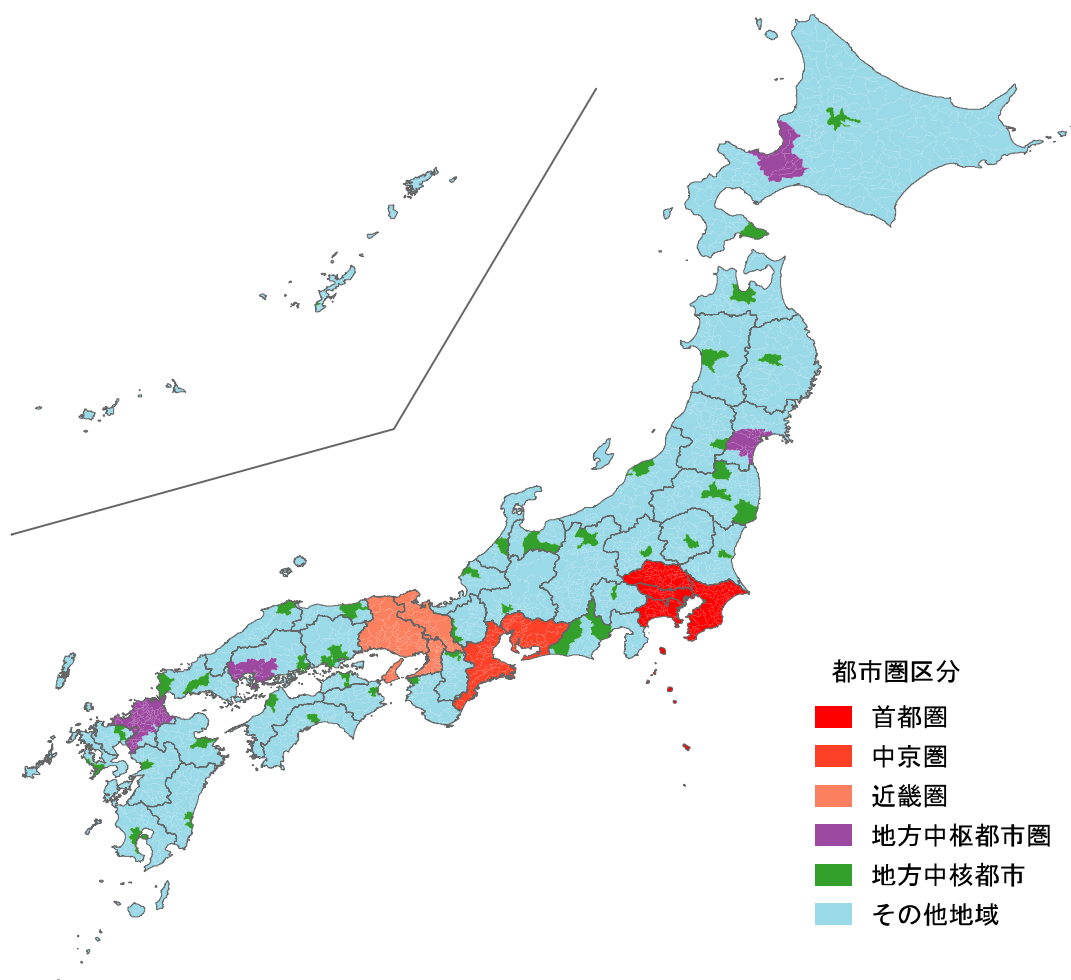 都市圏区分
首都圏
中京圏
近畿圏
地方中枢都市圏
地方中核都市
その他地域